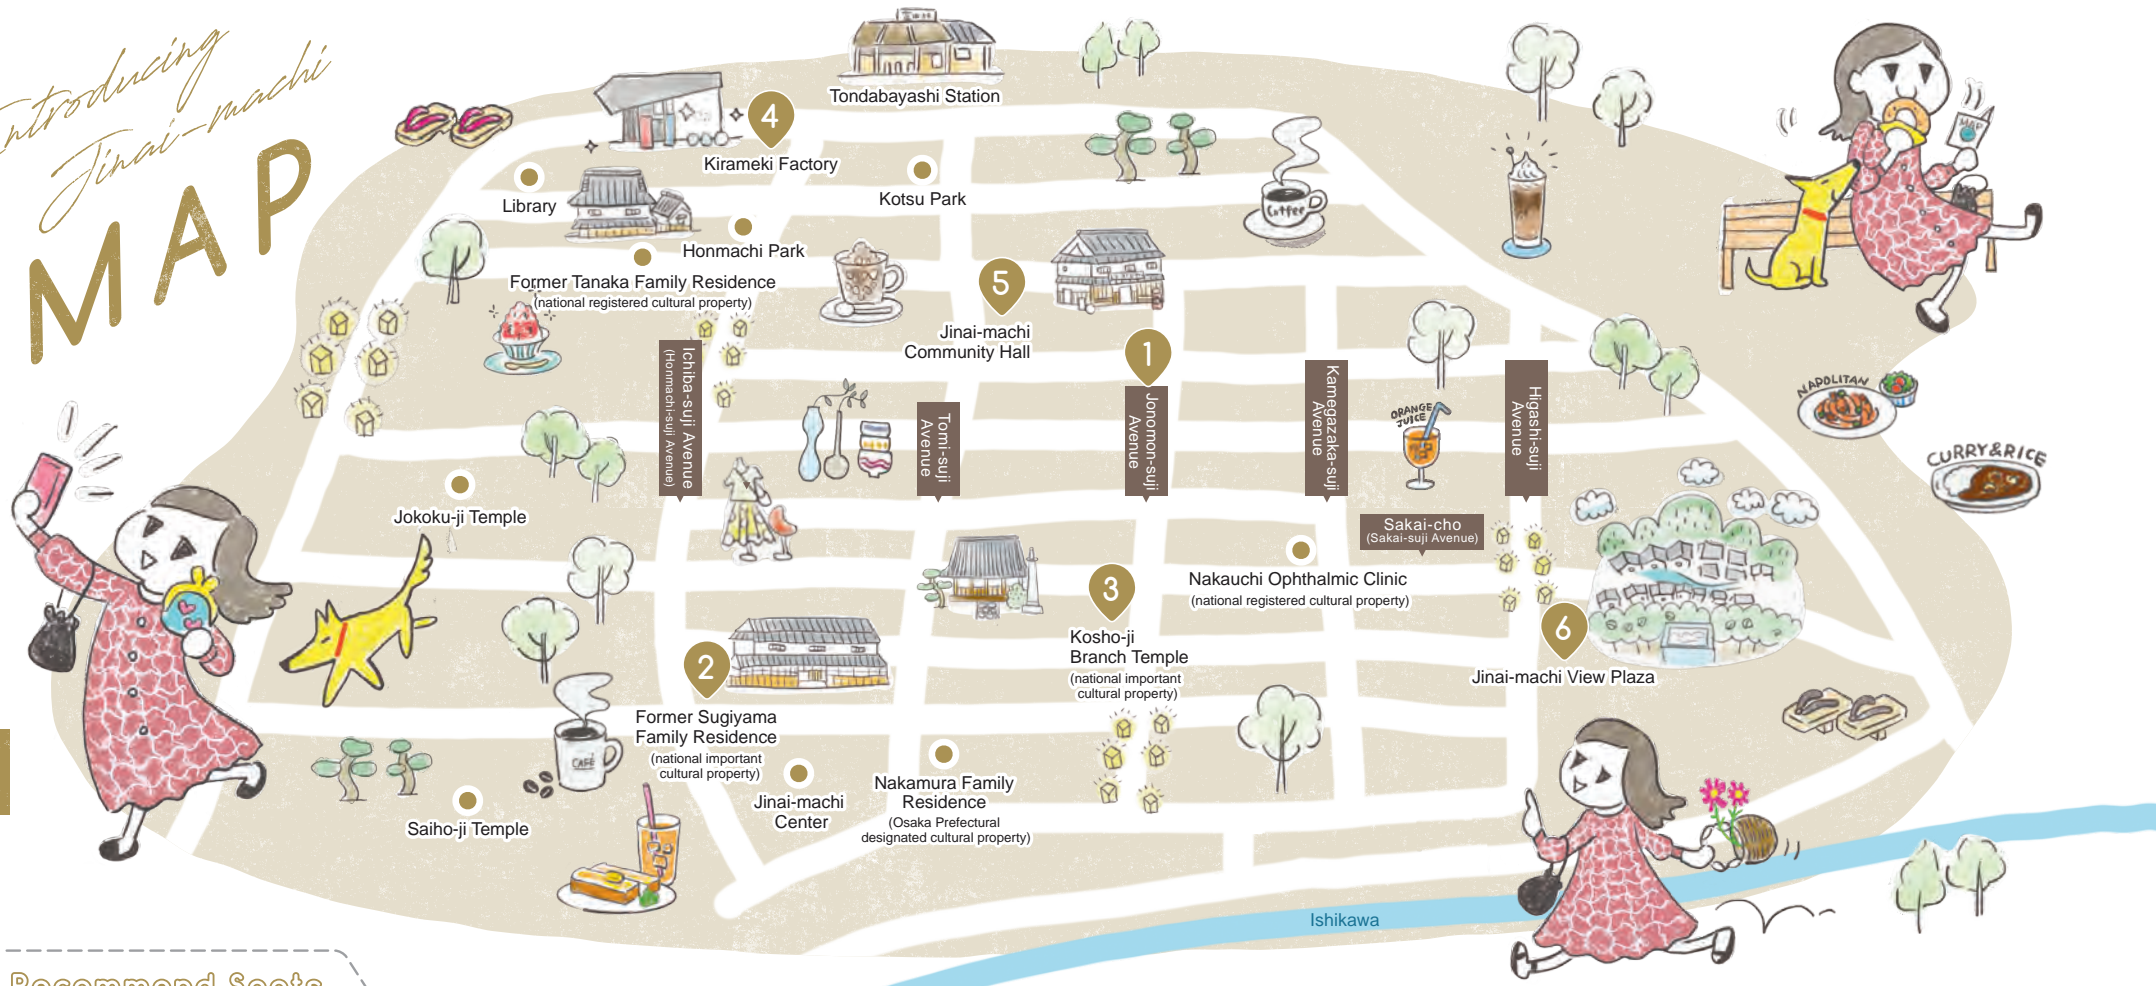 Introducing
Jinai-machi
MAP
Tondabayashi Station
4
Kirameki Factory
Library
Kotsu Park
Honmachi Park
Former Tanaka Family Residence
(national registered cultural property)
Coffee
MAP
5
Jinai-machi
Community Hall
1
Ichiba-suji Avenue
(Honmachi-suji Avenue)
Tomi-suji
Avenue
Jonomon-suji
Avenue
Kamegazaka-suji
Avenue
Higashi-suji
Avenue
ORANGE
JUICE
NAPOLITAN
CURRY&RICE
Jokoku-ji Temple
Sakai-cho
(Sakai-suji Avenue)
Nakauchi Ophthalmic Clinic
(national registered cultural property)
3
Kosho-ji
Branch Temple
(national important
cultural property)
6
Jinai-machi View Plaza
2
Former Sugiyama
Family Residence
(national important
cultural property)
CAFÉ
Jinai-machi
Center
Nakamura Family
Residence
(Osaka Prefectural
designated cultural property)
Saiho-ji Temple
Ishikawa
Recommend Spots